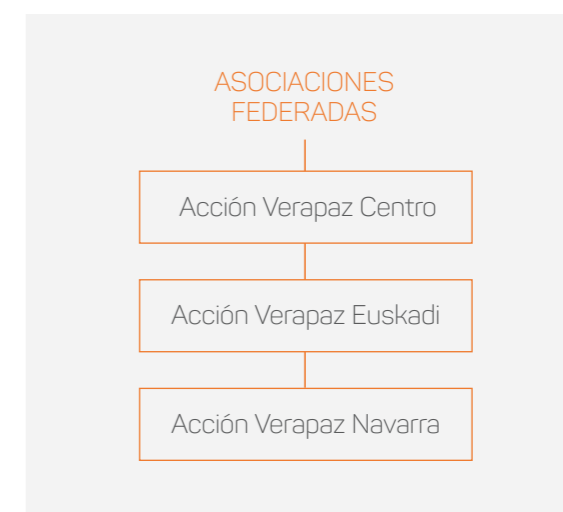 ASOCIACIONES
FEDERADAS
Acción Verapaz Centro
Acción Verapaz Euskadi
Acción Verapaz Navarra